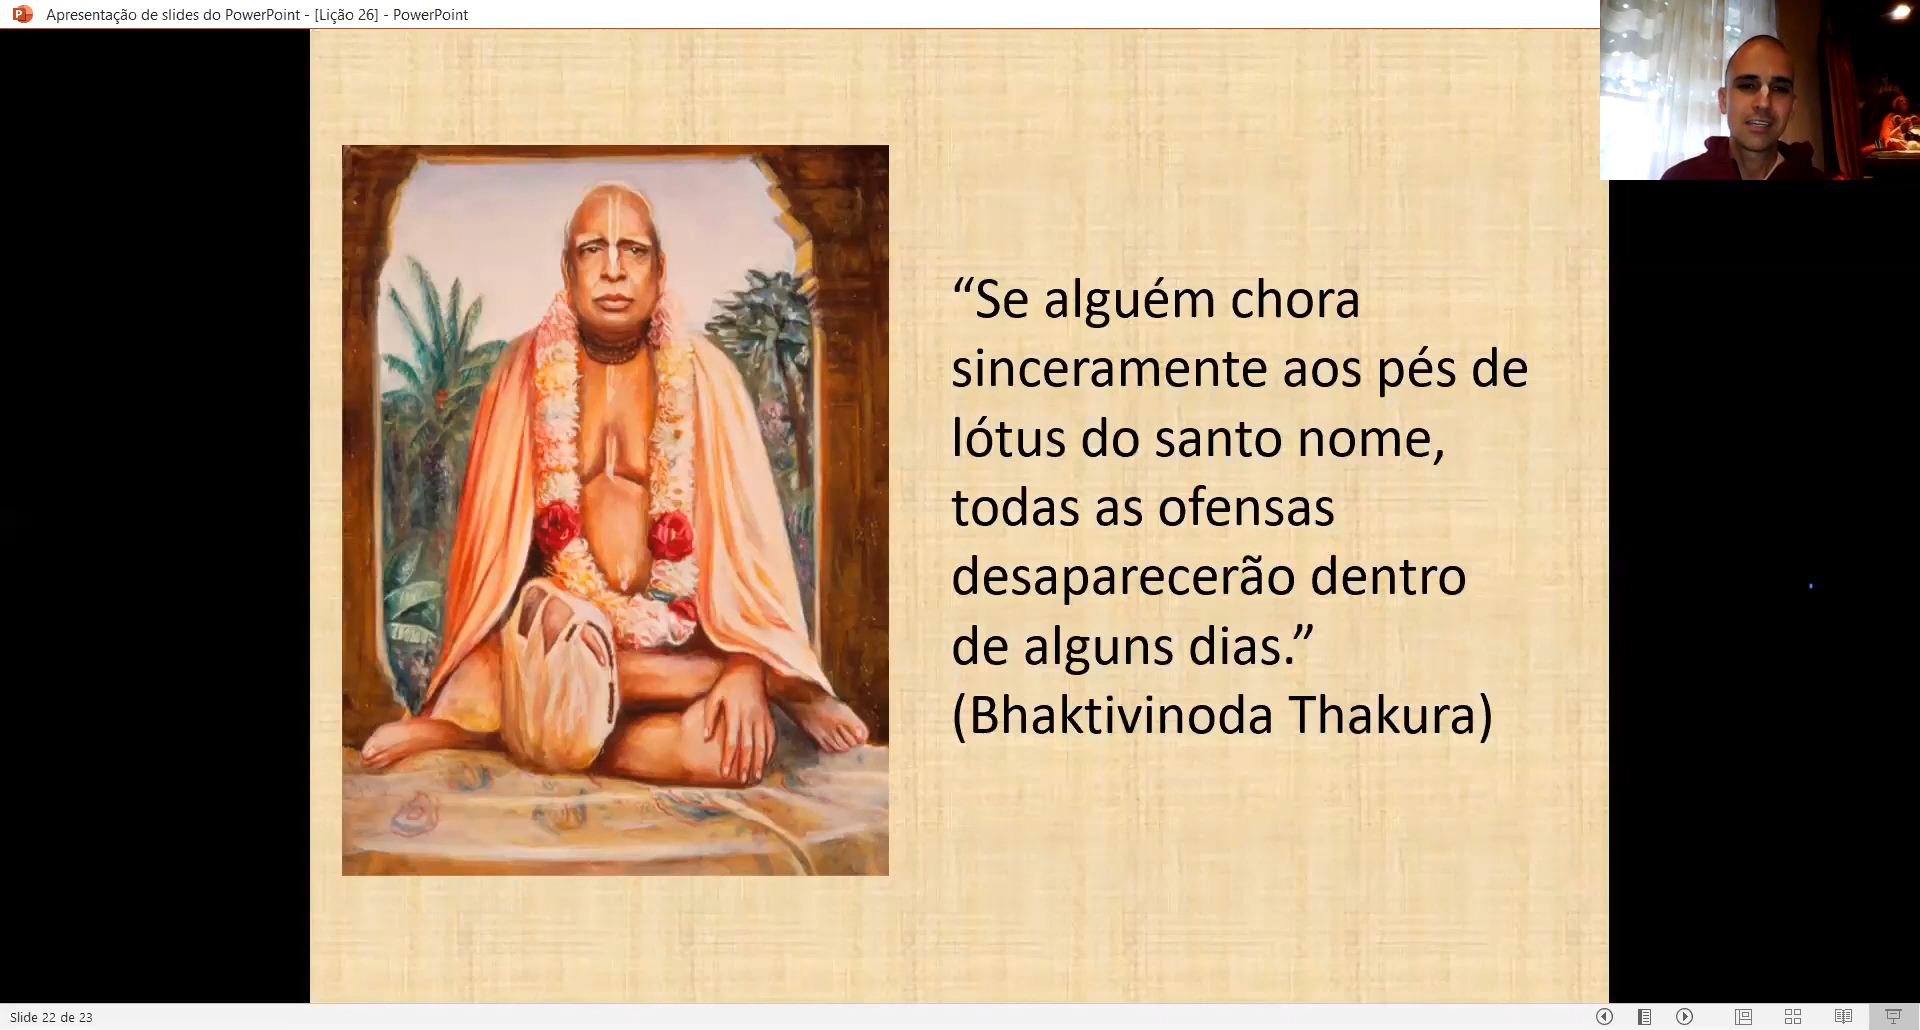 Apresentação de slides do PowerPoint - [Lição 26] - PowerPoint
“Se alguém chora
sinceramente aos pés de
lótus do santo nome,
todas as ofensas
desaparecerão dentro
de alguns dias.”
(Bhaktivinoda Thakura)
Slide 22 de 23